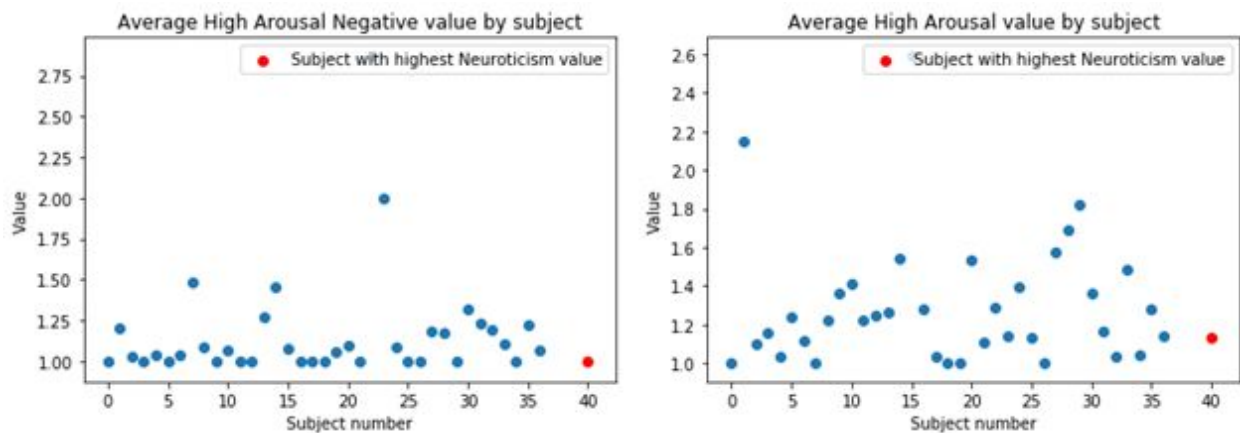 Average High Arousal Negative value by subject
Subject with highest Neuroticism value
2.75
2.50
2.25
2.00
1.75
1.50
1.25
1.00
Value
0 5 10 15 20 25 30 35 40
Subject number
Average High Arousal value by subject
Subject with highest Neuroticism value
2.6
2.4
2.2
2.0
1.8
1.6
1.4
1.2
1.0
Value
0 5 10 15 20 25 30 35 40
Subject number